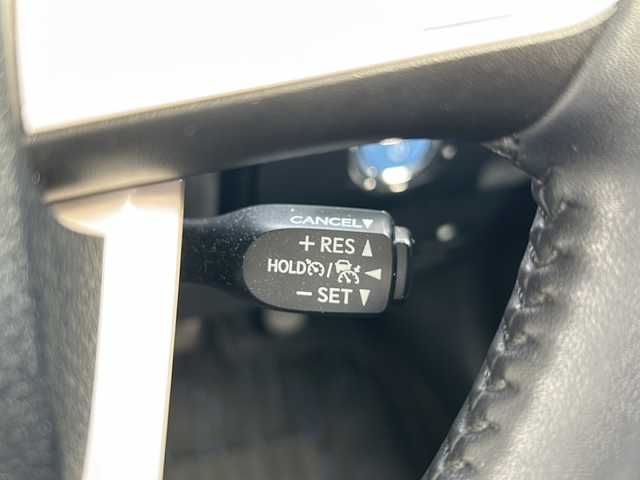 CANCEL▼
+ RES ▲
HOLD / ◀
− SET ▼